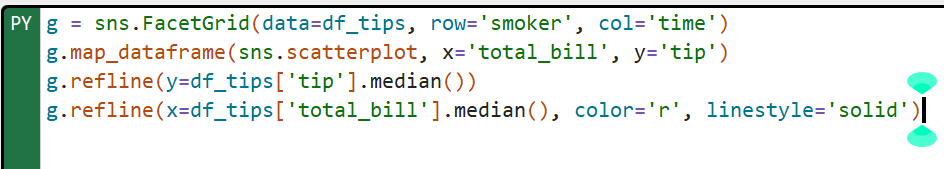 PY g = sns.FacetGrid(data=df_tips, row='smoker', col='time')
g.map_dataframe(sns.scatterplot, x='total_bill', y='tip')
g.refline(y=df_tips['tip'].median())
g.refline(x=df_tips['total_bill'].median(), color='r', linestyle='solid')